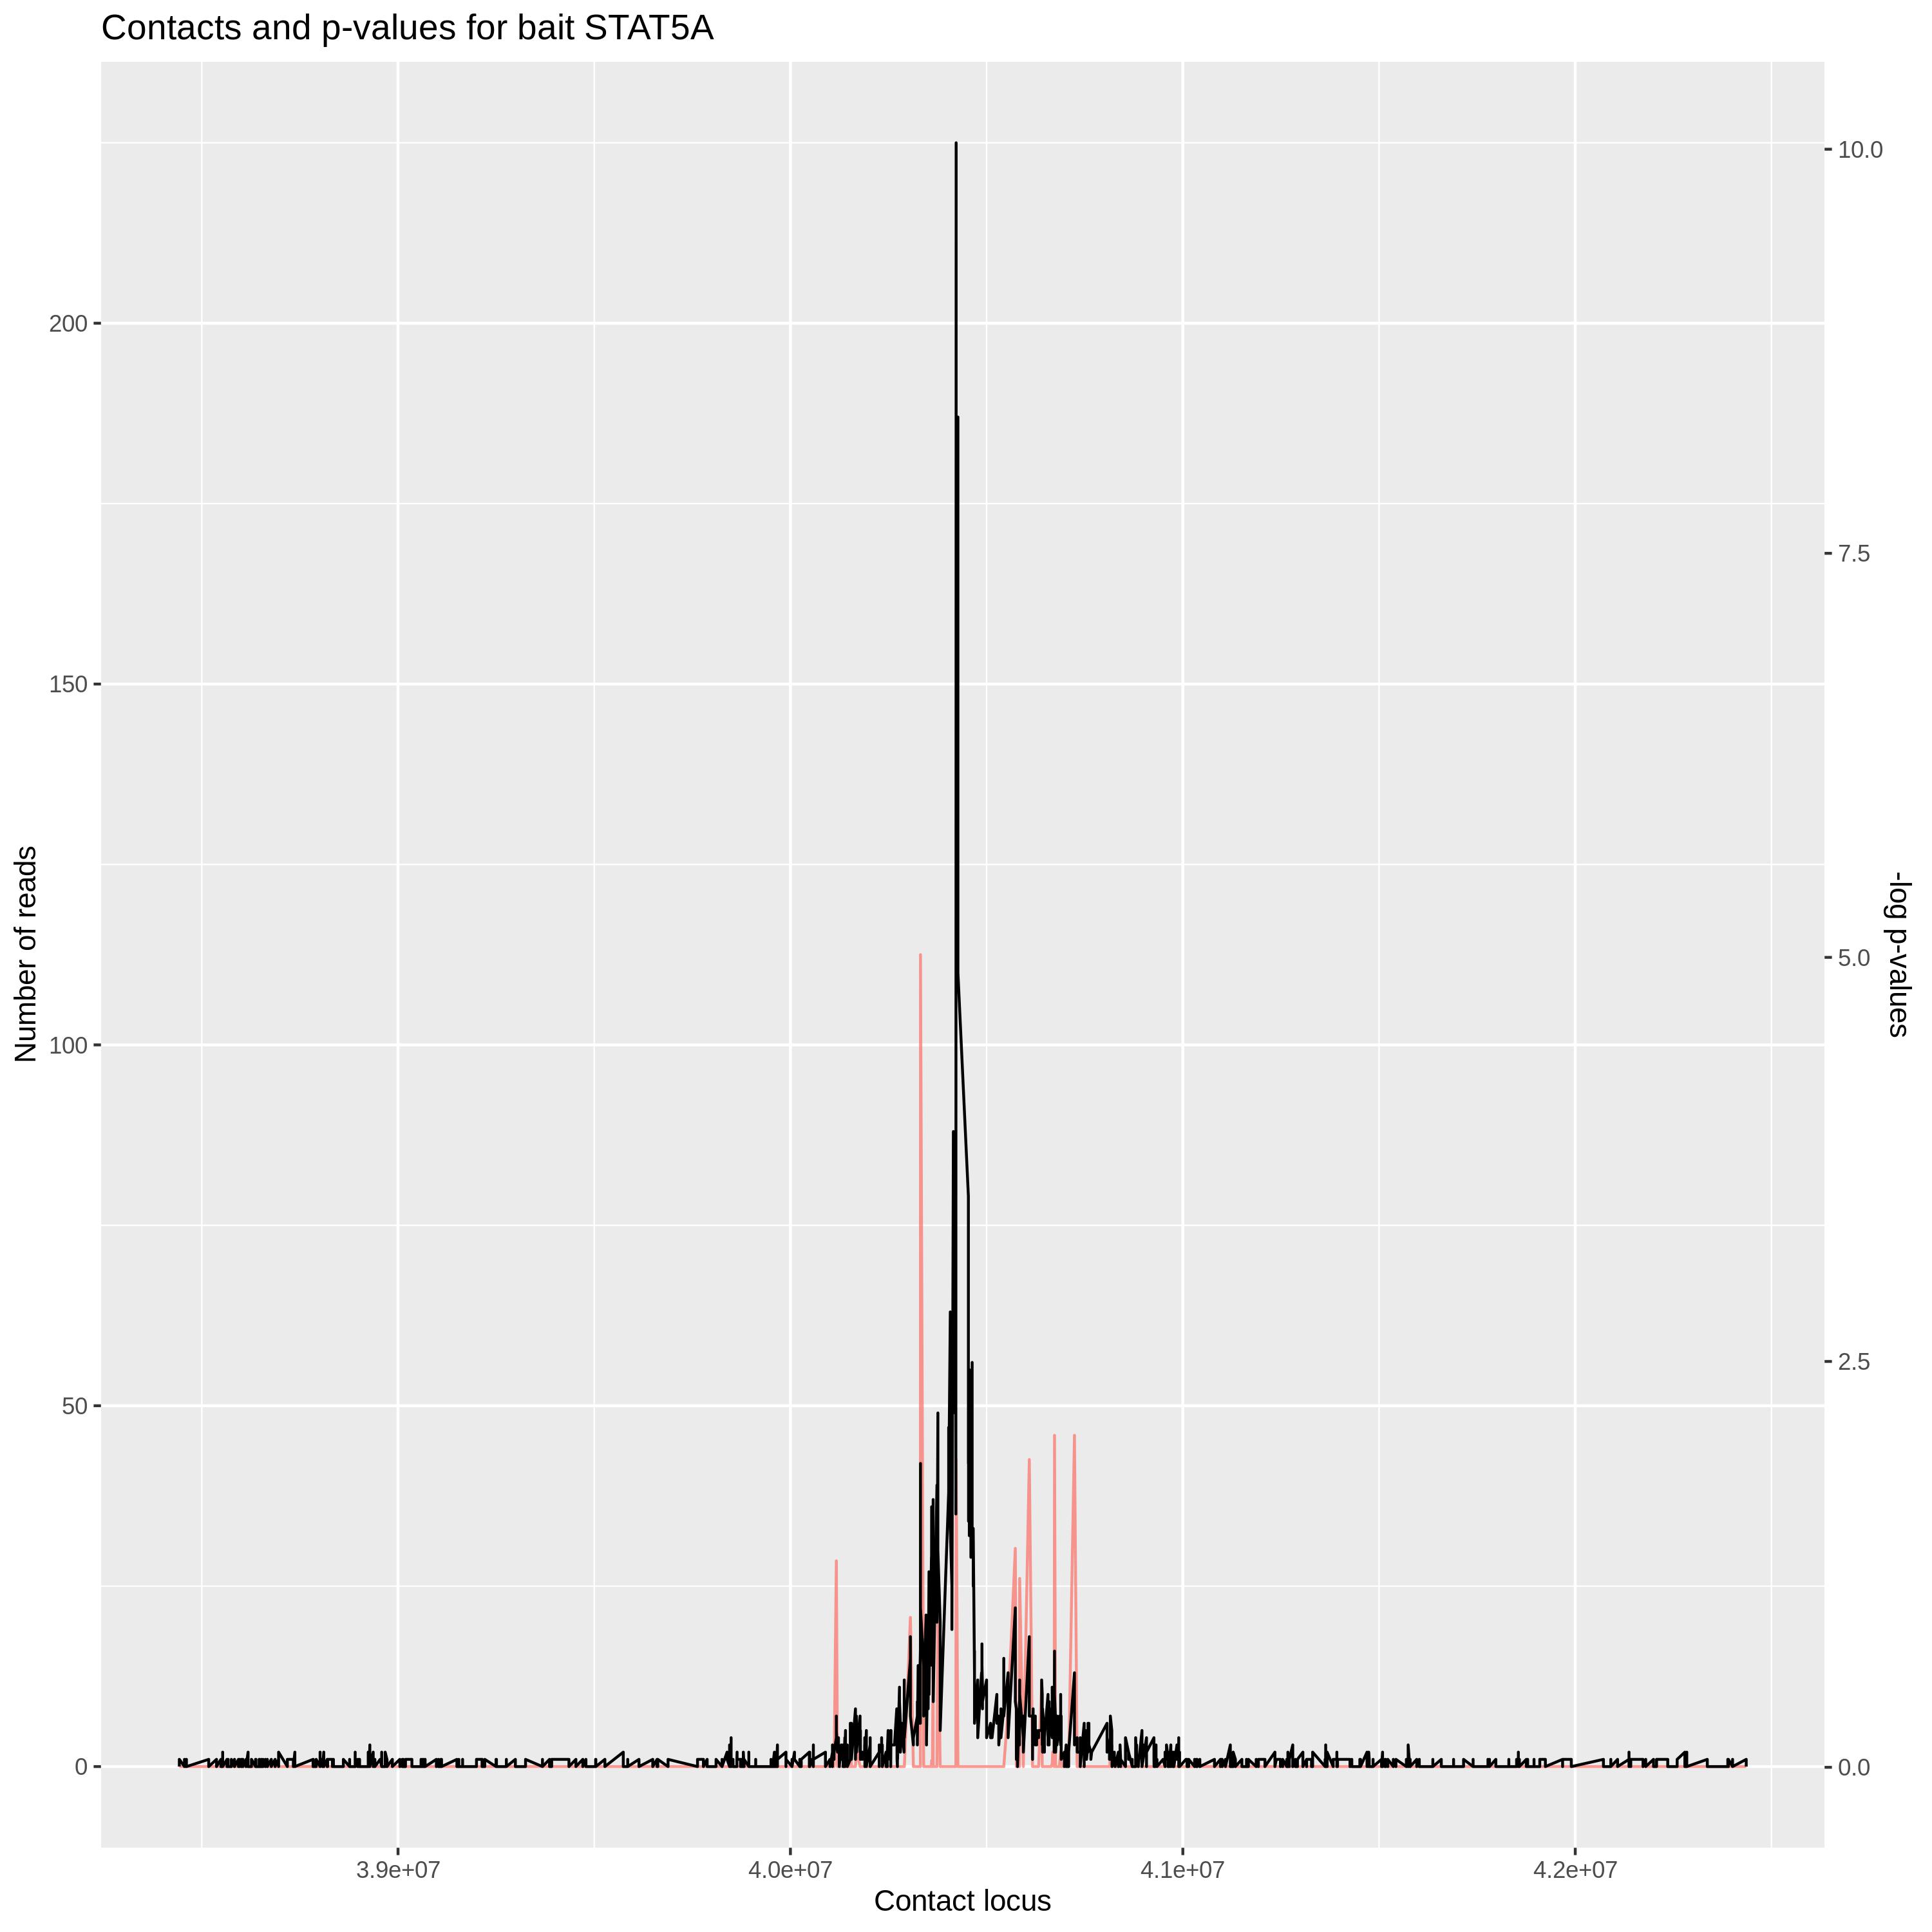 Contacts and p-values for bait STAT5A
Number of reads
200
150
100
50
0
10.0
7.5
5.0
2.5
0.0
-log p-values
3.9e+07
4.0e+07
4.1e+07
4.2e+07
Contact locus